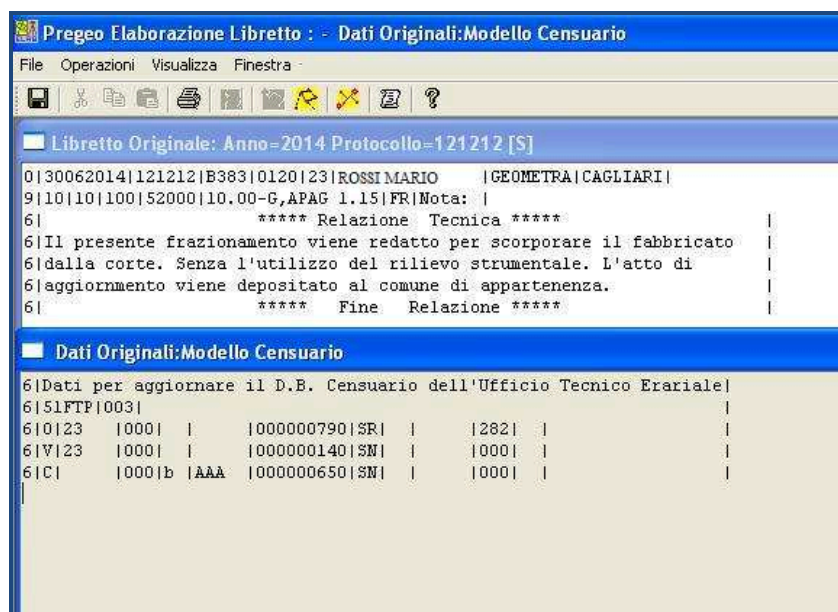 Pregeo Elaborazione Libretto : - Dati Originali:Modello Censuario
File Operazioni Visualizza Finestra
Libretto Originale: Anno=2014 Protocollo=121212 [S]
0|30062014|121212|B383|0120|23|ROSSI MARIO |GEOMETRA|CAGLIARI|
9|10|10|100|52000|10.00-G,APAG 1.15|FR|Nota: |
6| ***** Relazione Tecnica ***** |
6|Il presente frazionamento viene redatto per scorporare il fabbricato |
6|dalla corte. Senza l'utilizzo del rilievo strumentale. L'atto di |
6|aggiornmento viene depositato al comune di appartenenza. |
6| ***** Fine Relazione ***** |
Dati Originali:Modello Censuario
6|Dati per aggiornare il D.B. Censuario dell'Ufficio Tecnico Erariale|
6|51FTP|003| |
6|O|23 |000| | |000000790|SR| | |282| | |
6|V|23 |000| | |000000140|SN| | |000| | |
6|C| |000|b |AAA |000000650|SN| | |000| | |